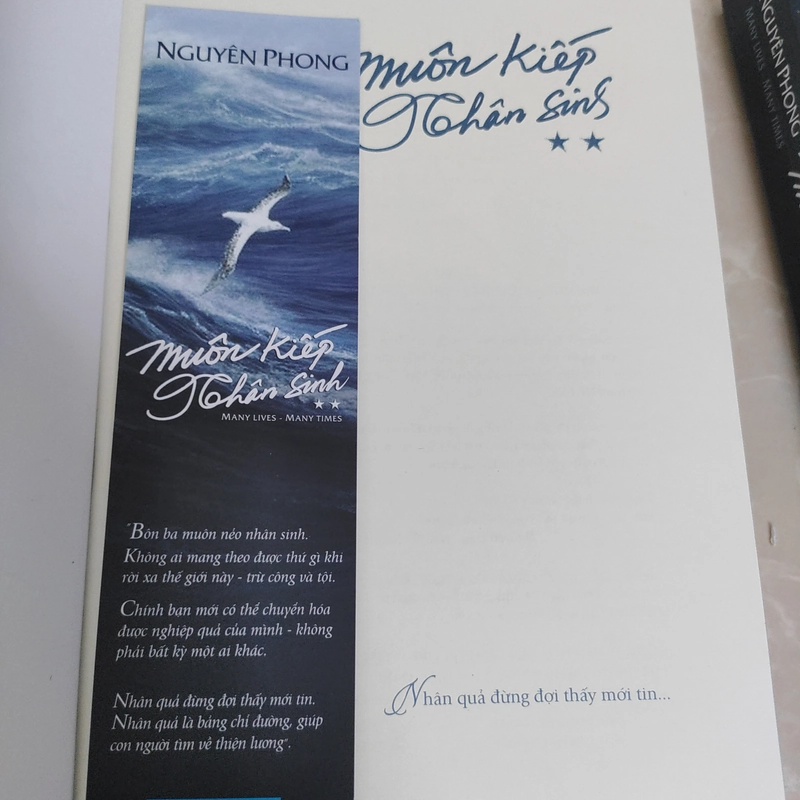 NGUYÊN PHONG
Muôn Kiếp
Nhân Sinh
MANY LIVES - MANY TIMES
"Bôn ba muôn nẻo nhân sinh.
Không ai mang theo được thứ gì khi
rời xa thế giới này - trừ công và tội.
Chính bạn mới có thể chuyển hóa
được nghiệp quả của mình - không
phải bất kỳ một ai khác.
Nhân quả đừng đợi thấy mới tin.
Nhân quả là bảng chỉ đường, giúp
con người tìm về thiện lương".
Muôn Kiếp
Nhân Sinh
Nhân quả đừng đợi thấy mới tin...
NGUYÊN PHONG
MANY LIVES - MANY TIMES